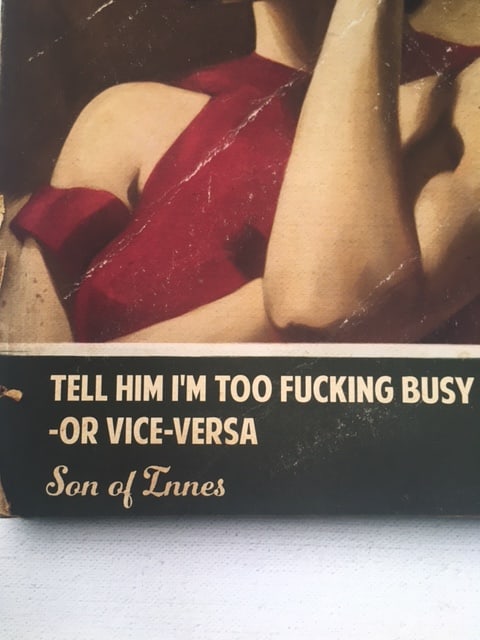 TELL HIM I'M TOO FUCKING BUSY
-OR VICE-VERSA
Son of Innes